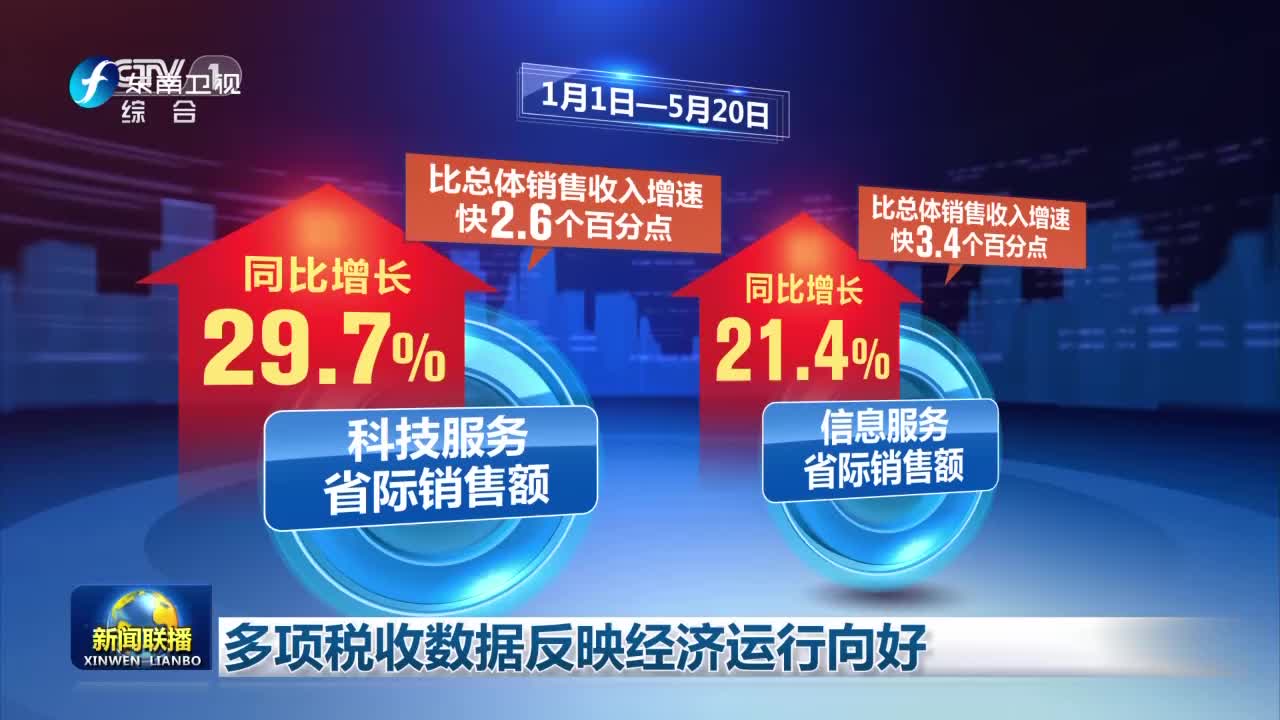 CCTV 1
东南卫视
综合
1月1日—5月20日
比总体销售收入增速
快2.6个百分点
同比增长
29.7%
科技服务
省际销售额
比总体销售收入增速
快3.4个百分点
同比增长
21.4%
信息服务
省际销售额
新闻联播
XINWEN LIANBO
多项税收数据反映经济运行向好